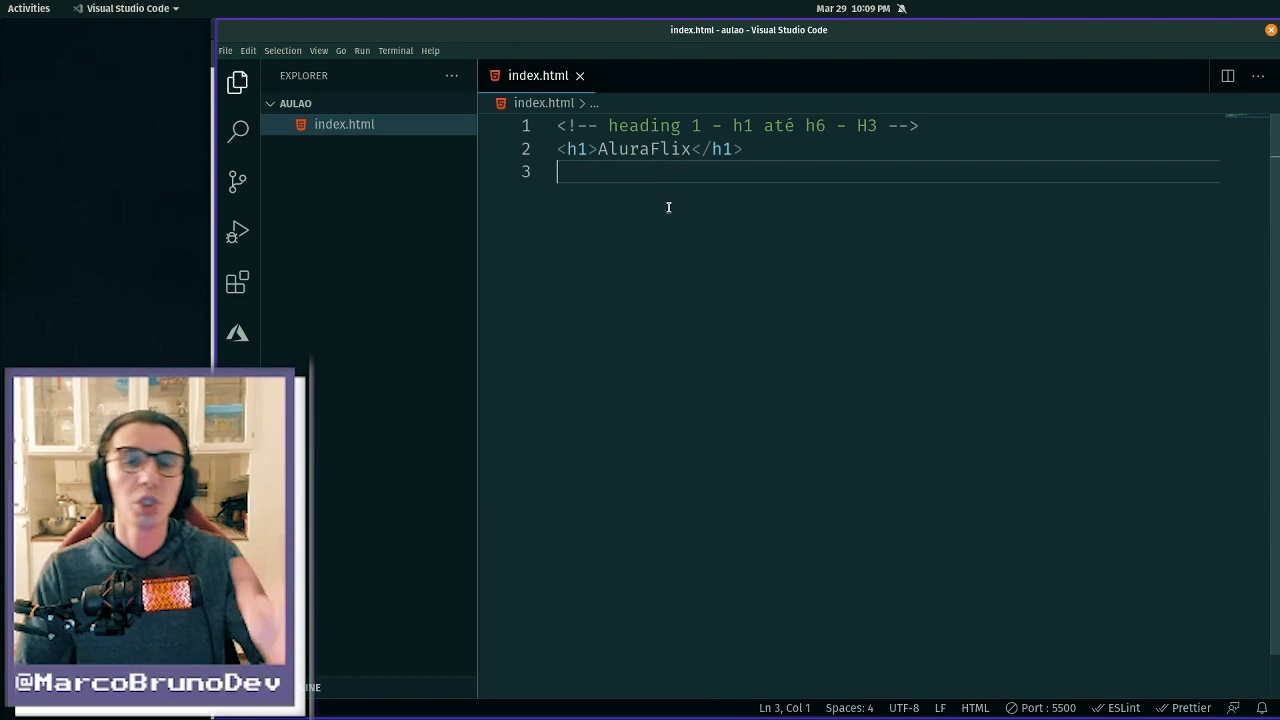 Activities
Visual Studio Code
Mar 29 10:09 PM
index.html - aulao - Visual Studio Code
File Edit Selection View Go Run Terminal Help
EXPLORER
index.html
AULAO
index.html
index.html > ...
1 <!-- heading 1 - h1 até h6 - H3 -->
2 <h1>AluraFlix</h1>
3
@MarcoBrunoDev
INE
Ln 3, Col 1 Spaces: 4 UTF-8 LF HTML Port : 5500 ESLint Prettier